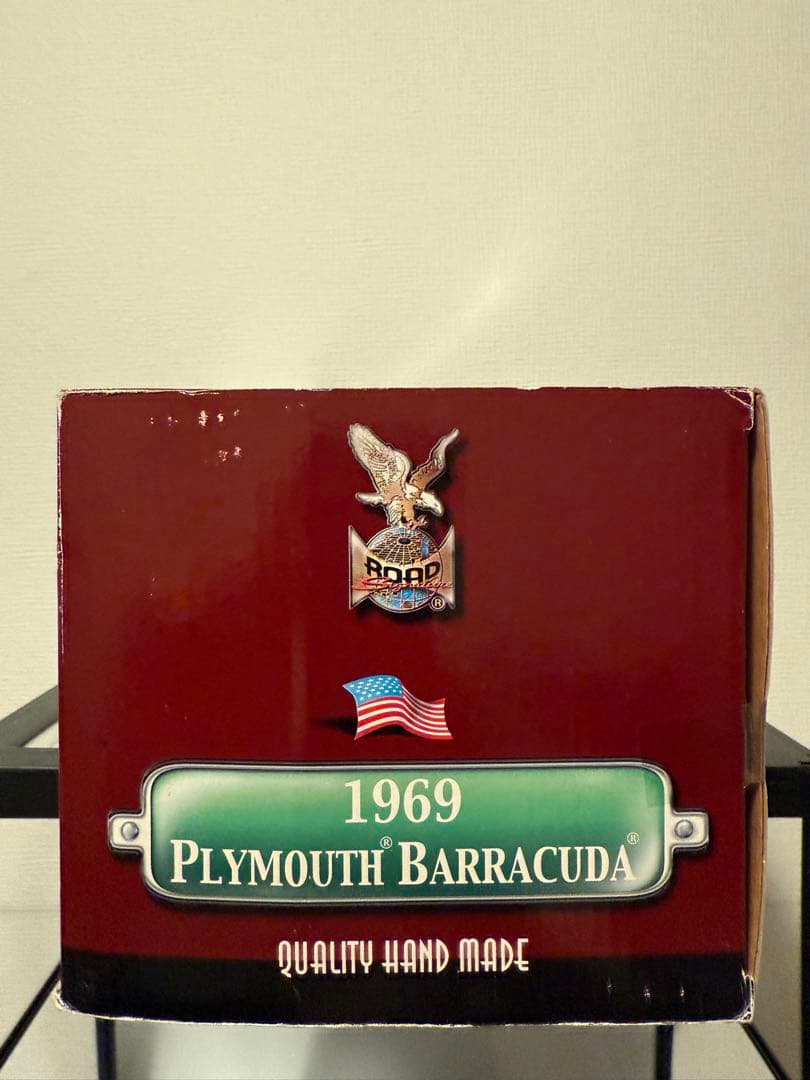 ROAD
Signature
®
1969
PLYMOUTH® BARRACUDA®
QUALITY HAND MADE